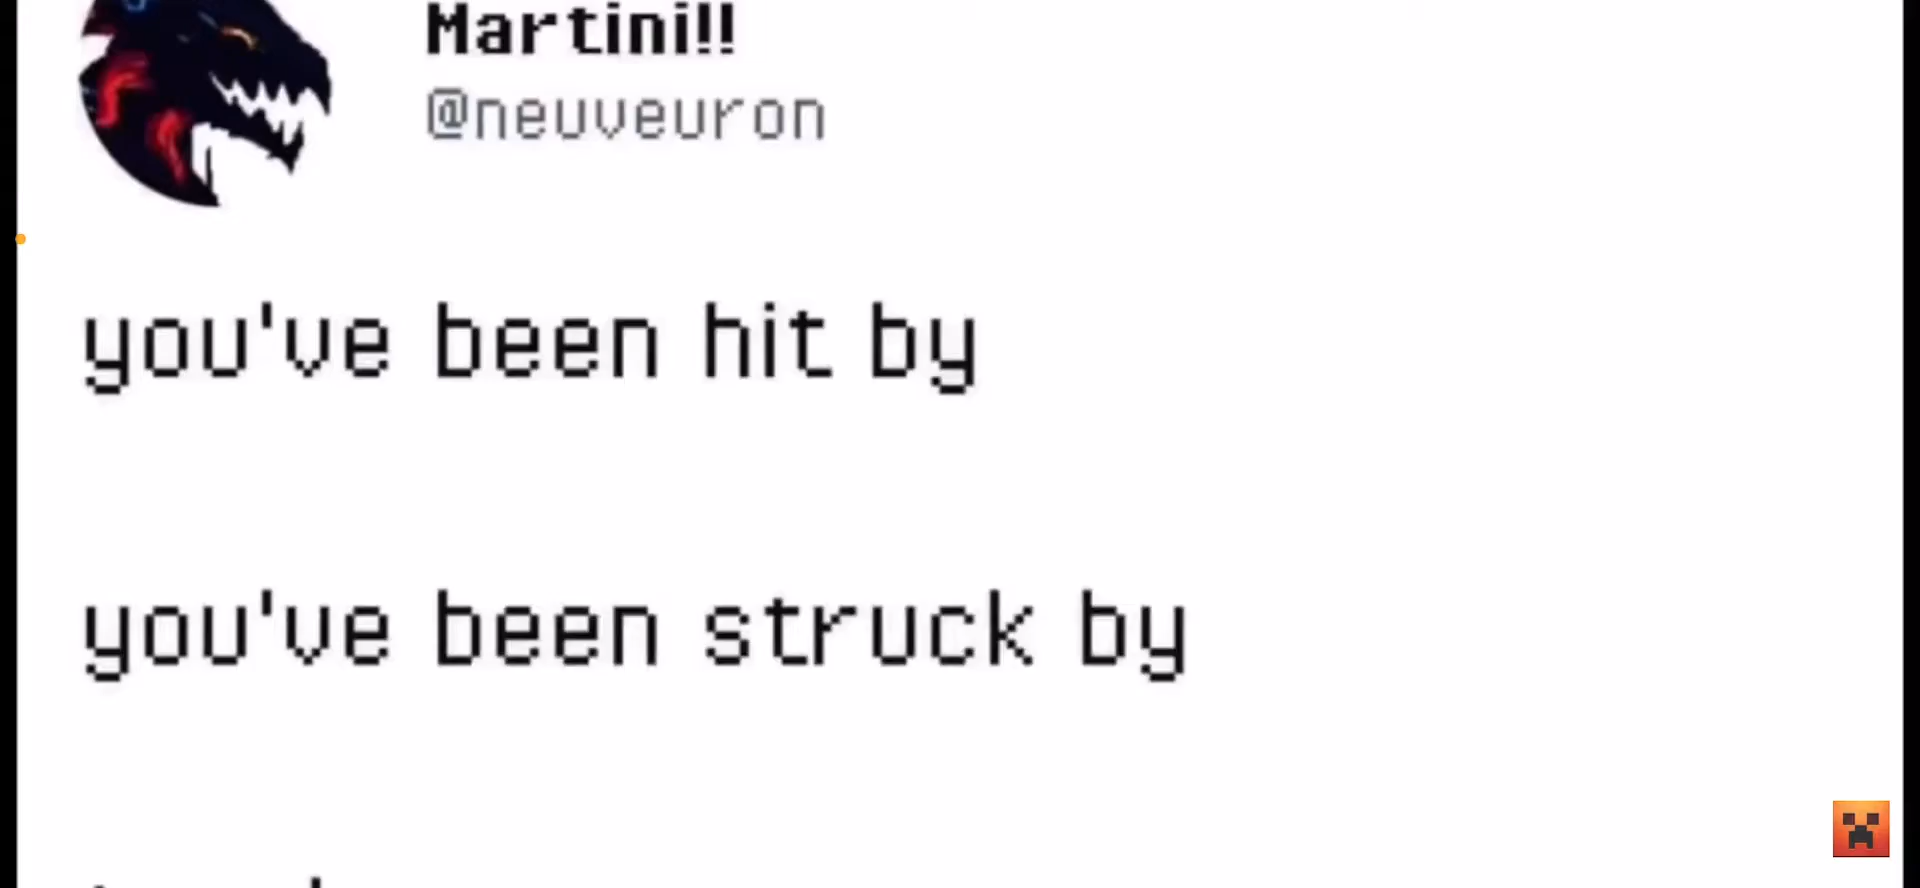 Martini!!
@neuveuron
you've been hit by
you've been struck by